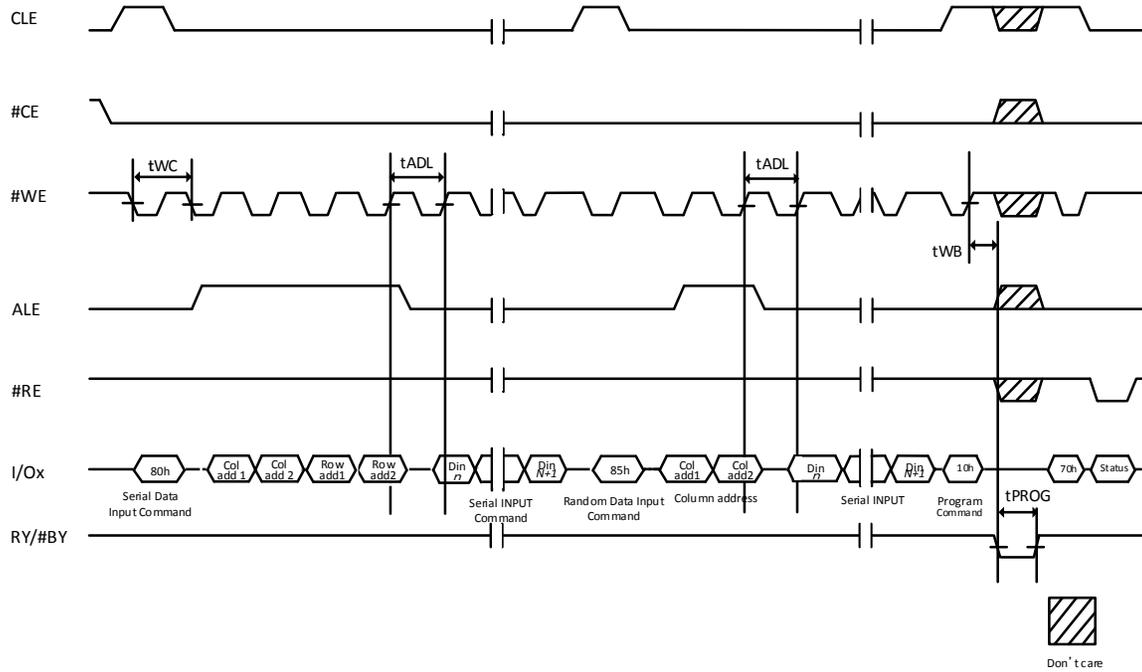 CLE
#CE
tWC
tADL
tADL
#WE
tWB
ALE
#RE
I/Ox
80h
Col
add 1
Col
add 2
Row
add1
Row
add2
Din
n
Din
N+1
85h
Col
add1
Col
add2
Din
n
Din
N+1
10h
70h
Status
Serial Data
Input Command
Serial INPUT
Command
Random Data Input
Command
Column address
Serial INPUT
Program
Command
tPROG
RY/#BY
Don't care